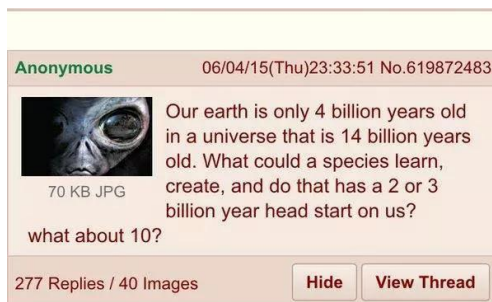 Anonymous 06/04/15(Thu)23:33:51 No.619872483
Our earth is only 4 billion years old
in a universe that is 14 billion years
old. What could a species learn,
70 KB JPG create, and do that has a 2 or 3
billion year head start on us?
what about 10?
277 Replies / 40 Images Hide View Thread